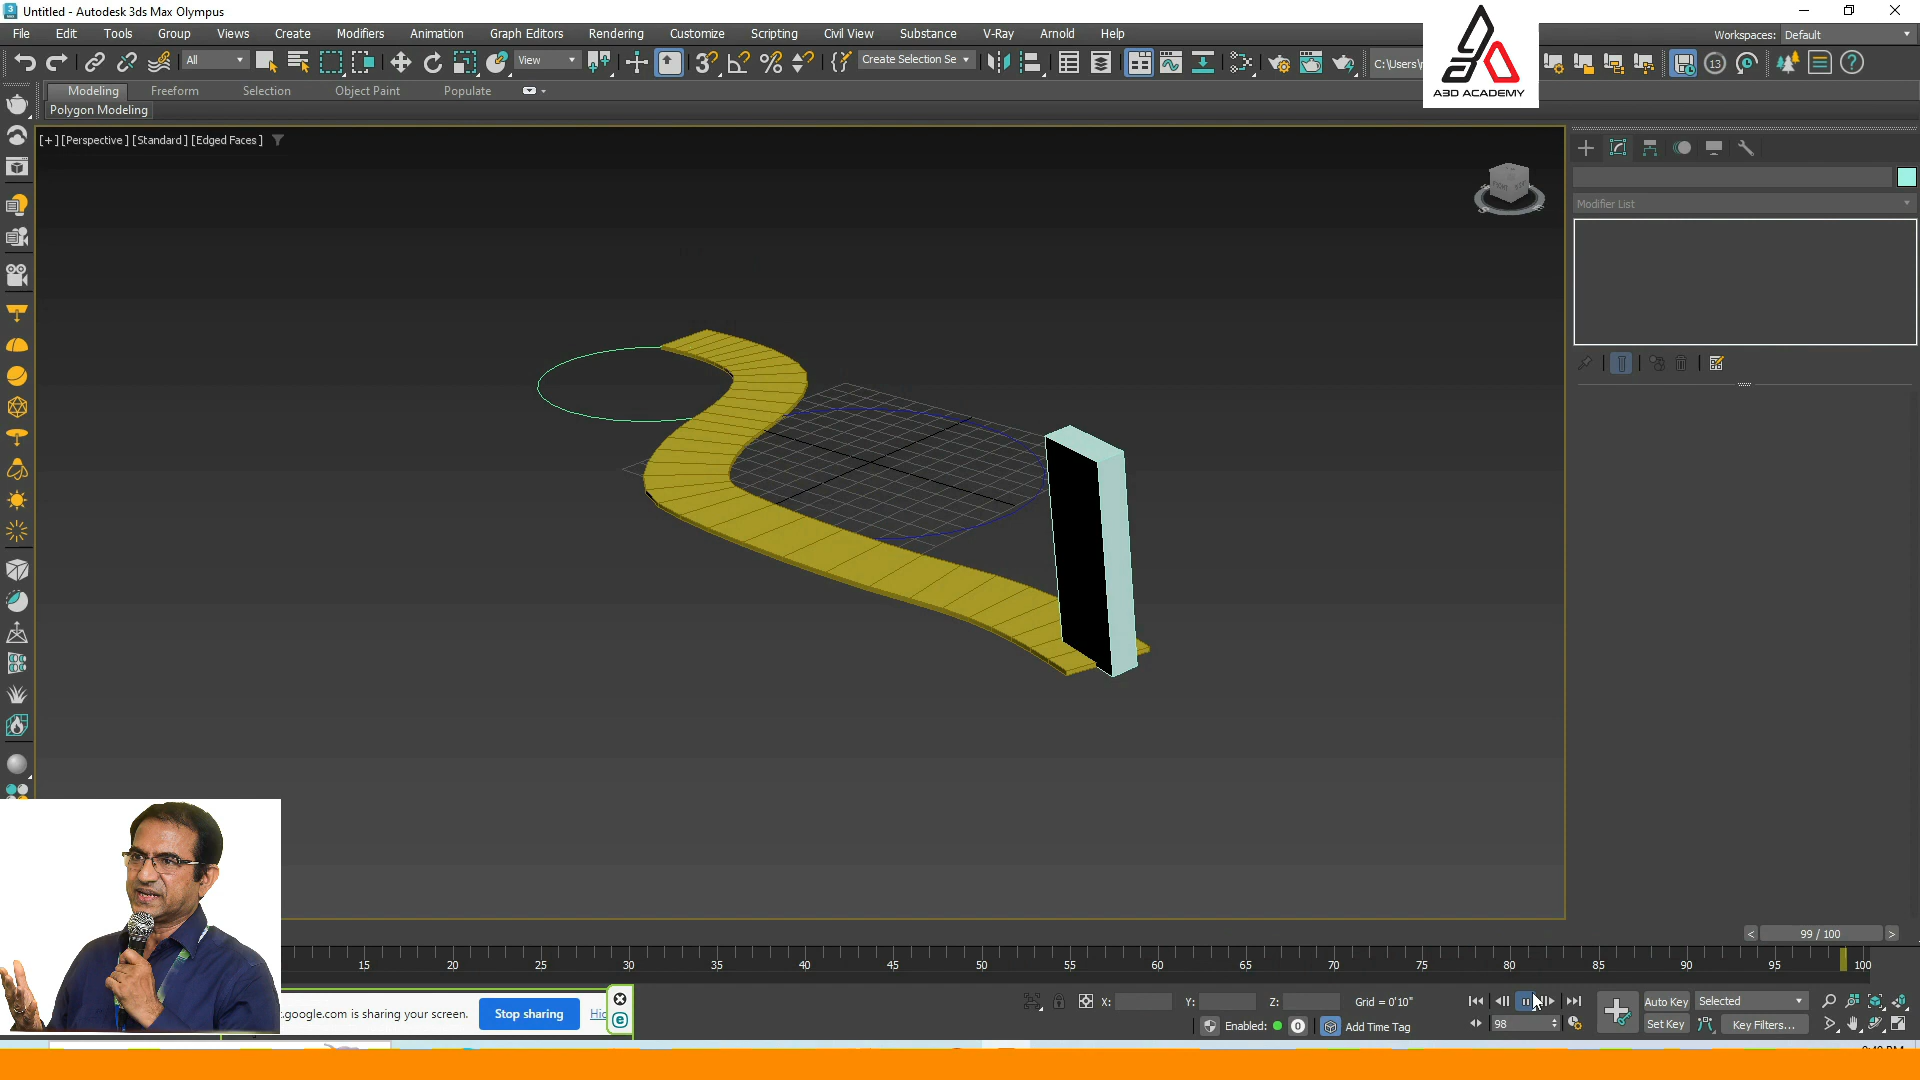 Untitled - Autodesk 3ds Max Olympus
File Edit Tools Group Views Create Modifiers Animation Graph Editors Rendering Customize Scripting Civil View Substance V-Ray Arnold Help
Workspaces: Default
All
View
Create Selection Se
C:\Users\
13
A3D ACADEMY
Modeling Freeform Selection Object Paint Populate
Polygon Modeling
[+] [Perspective] [Standard] [Edged Faces]
Modifier List
< 99 / 100 >
15 20 25 30 35 40 45 50 55 60 65 70 75 80 85 90 95 100
X: Y: Z: Grid = 0'10"
Auto Key Selected
.google.com is sharing your screen. Stop sharing
Enabled: 0 Add Time Tag
98
Set Key Key Filters...